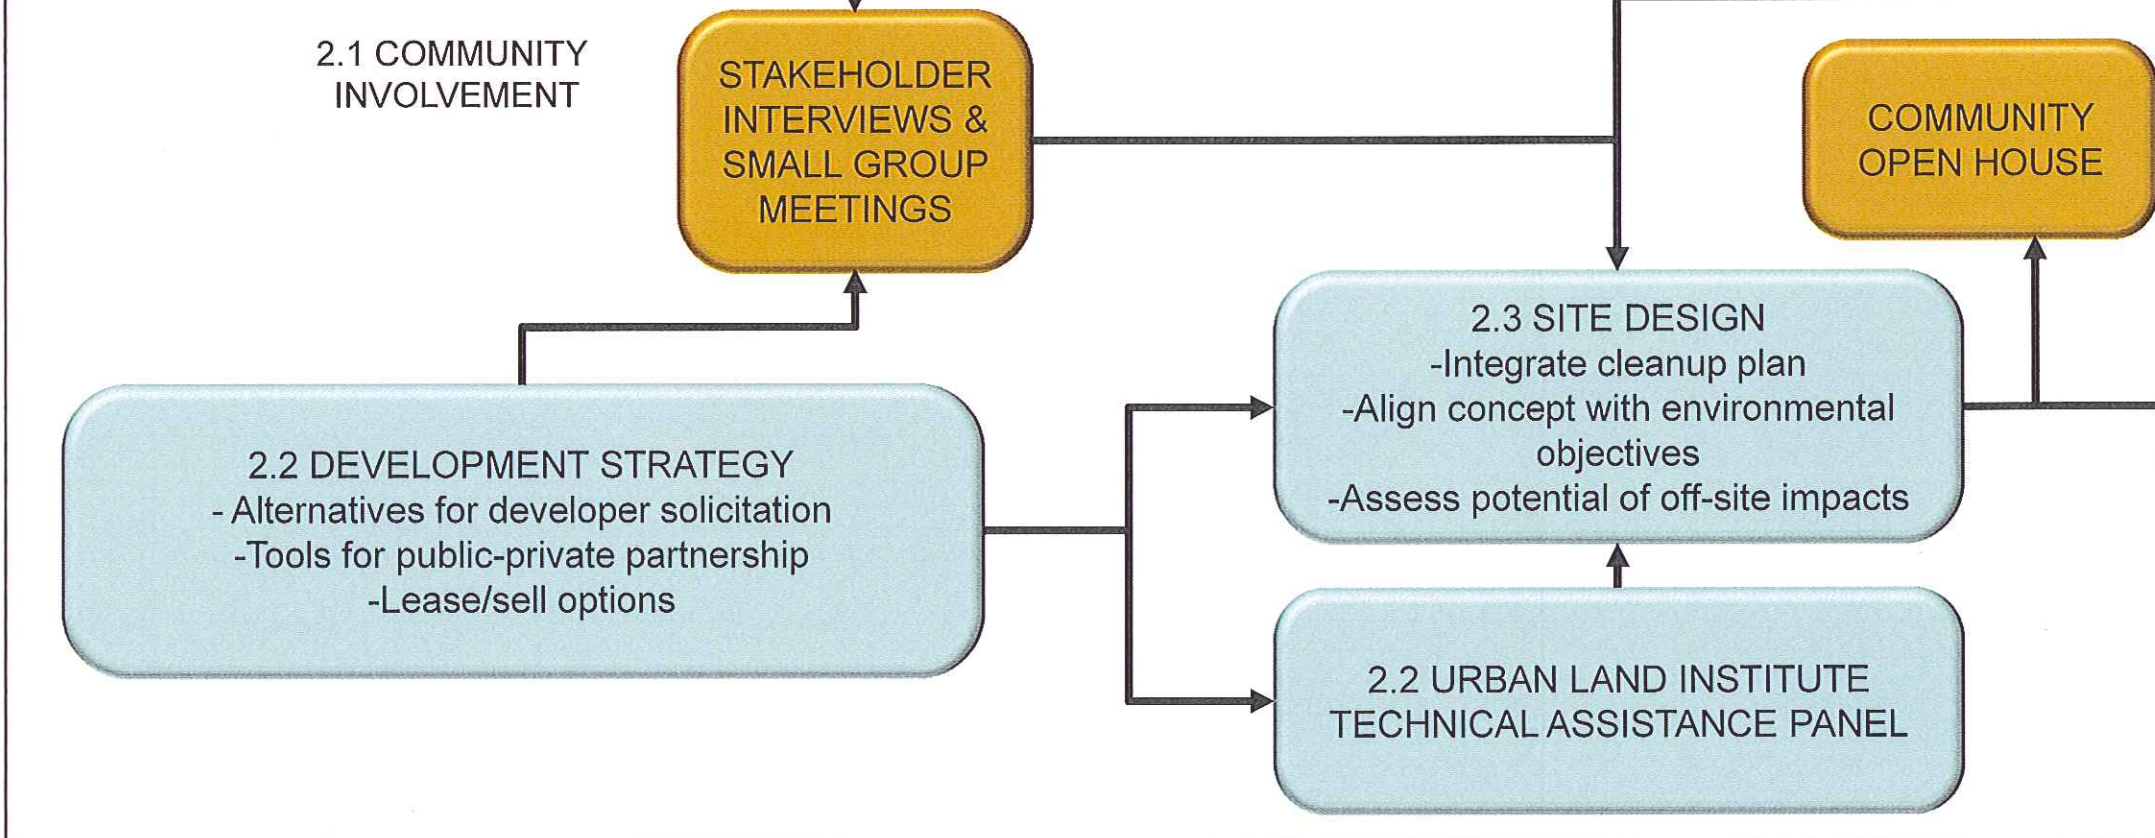 2.1 COMMUNITY
INVOLVEMENT
STAKEHOLDER
INTERVIEWS &
SMALL GROUP
MEETINGS
COMMUNITY
OPEN HOUSE
2.3 SITE DESIGN
-Integrate cleanup plan
-Align concept with environmental
objectives
-Assess potential of off-site impacts
2.2 DEVELOPMENT STRATEGY
- Alternatives for developer solicitation
-Tools for public-private partnership
-Lease/sell options
2.2 URBAN LAND INSTITUTE
TECHNICAL ASSISTANCE PANEL